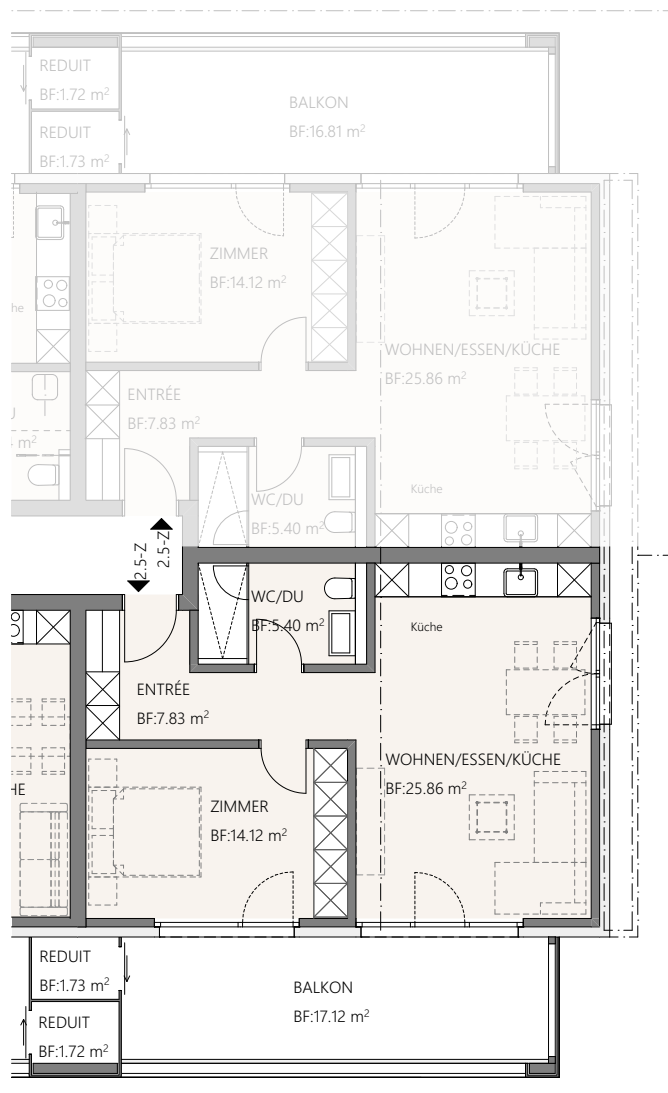 REDUIT
BF:1.72 m²
REDUIT
BF:1.73 m²
BALKON
BF:16.81 m²
ZIMMER
BF:14.12 m²
he
WOHNEN/ESSEN/KÜCHE
BF:25.86 m²
ENTRÉE
BF:7.83 m²
m²
Küche
WC/DU
BF:5.40 m²
2.5-Z
2.5-Z
WC/DU
BF:5.40 m²
Küche
ENTRÉE
BF:7.83 m²
WOHNEN/ESSEN/KÜCHE
BF:25.86 m²
HE
ZIMMER
BF:14.12 m²
REDUIT
BF:1.73 m²
BALKON
BF:17.12 m²
REDUIT
BF:1.72 m²